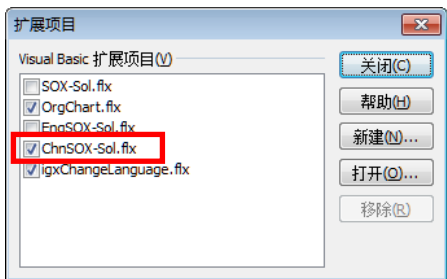 扩展项目
Visual Basic 扩展项目(V)
SOX-Sol.flx
OrgChart.flx
EngSOX-Sol.flx
ChnSOX-Sol.flx
igxChangeLanguage.flx
关闭(C)
帮助(H)
新建(N)...
打开(O)...
移除(R)